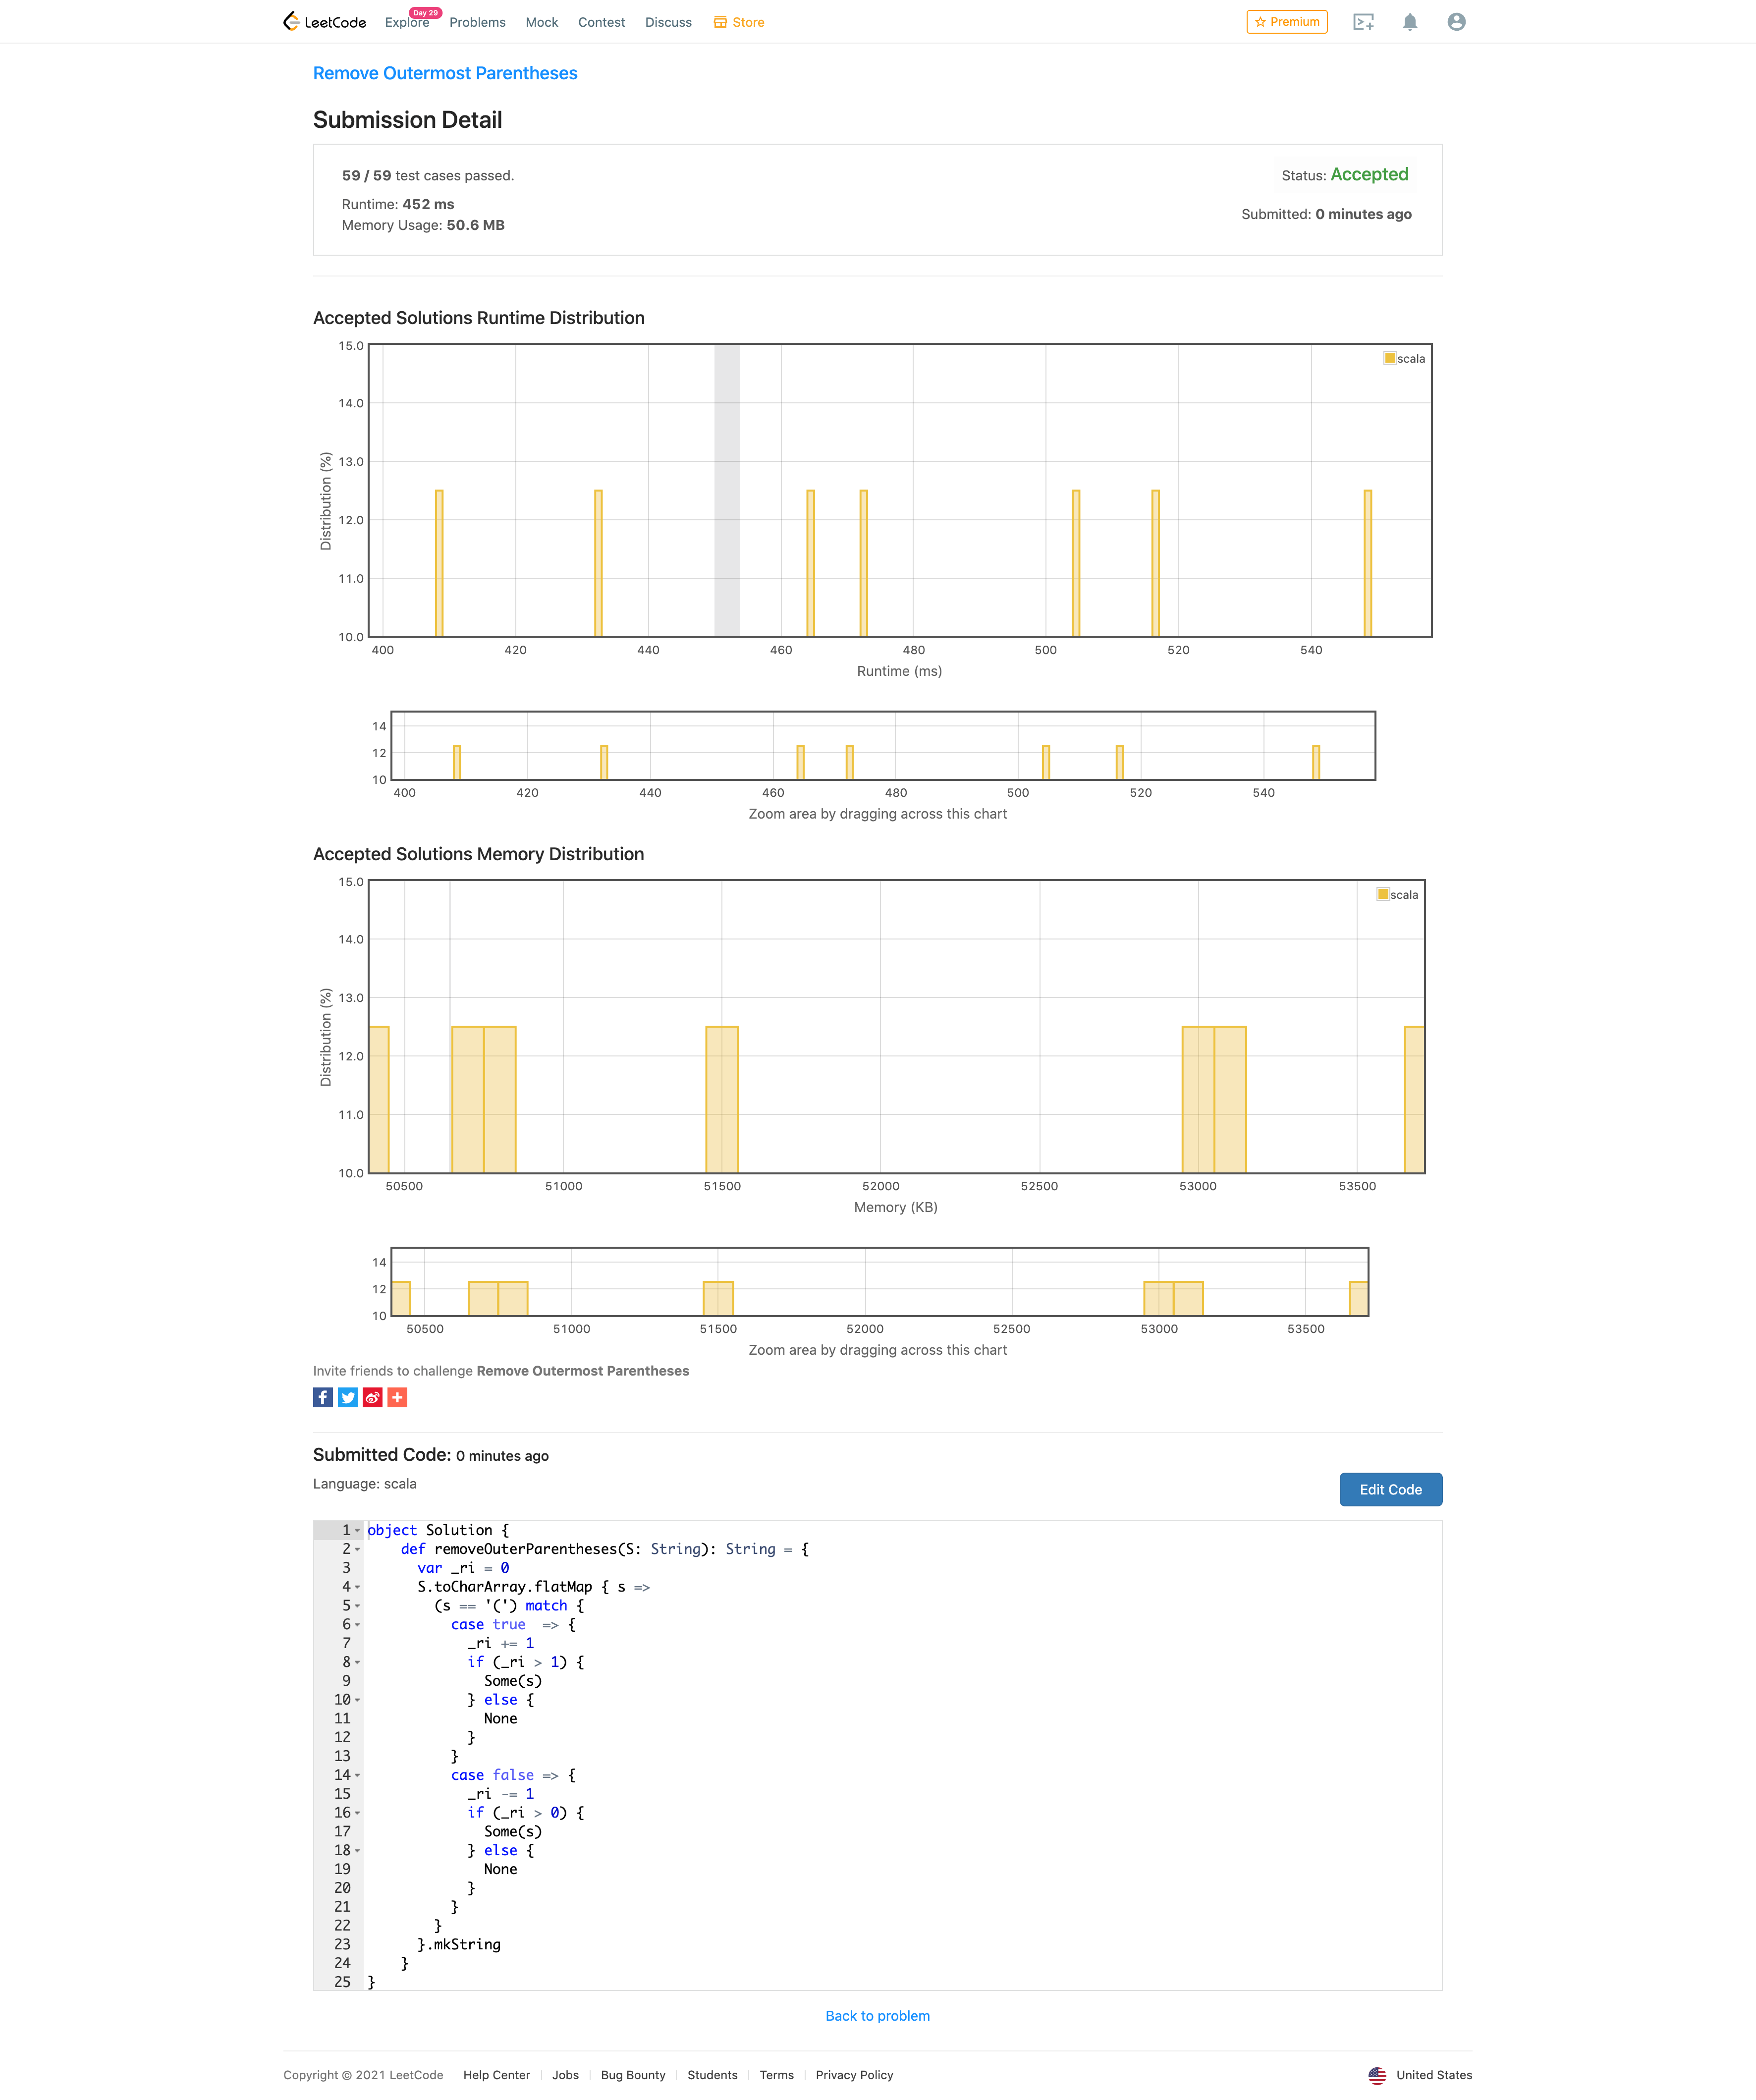 LeetCode Explore Day 29 Problems Mock Contest Discuss Store Premium
Remove Outermost Parentheses
Submission Detail
59 / 59 test cases passed.
Status: Accepted
Runtime: 452 ms
Submitted: 0 minutes ago
Memory Usage: 50.6 MB
Accepted Solutions Runtime Distribution
15.0
scala
14.0
13.0
Distribution (%)
12.0
11.0
10.0
400 420 440 460 480 500 520 540
Runtime (ms)
14
12
10
400 420 440 460 480 500 520 540
Zoom area by dragging across this chart
Accepted Solutions Memory Distribution
15.0
scala
14.0
13.0
Distribution (%)
12.0
11.0
10.0
50500 51000 51500 52000 52500 53000 53500
Memory (KB)
14
12
10
50500 51000 51500 52000 52500 53000 53500
Zoom area by dragging across this chart
Invite friends to challenge Remove Outermost Parentheses
Submitted Code: 0 minutes ago
Language: scala
Edit Code
1 object Solution {
2 def removeOuterParentheses(S: String): String = {
3 var _ri = 0
4 S.toCharArray.flatMap { s =>
5 (s == '(') match {
6 case true  => {
7 _ri += 1
8 if (_ri > 1) {
9 Some(s)
10 } else {
11 None
12 }
13 }
14 case false => {
15 _ri -= 1
16 if (_ri > 0) {
17 Some(s)
18 } else {
19 None
20 }
21 }
22 }
23 }.mkString
24 }
25 }
Back to problem
Copyright © 2021 LeetCode Help Center Jobs Bug Bounty Students Terms Privacy Policy United States